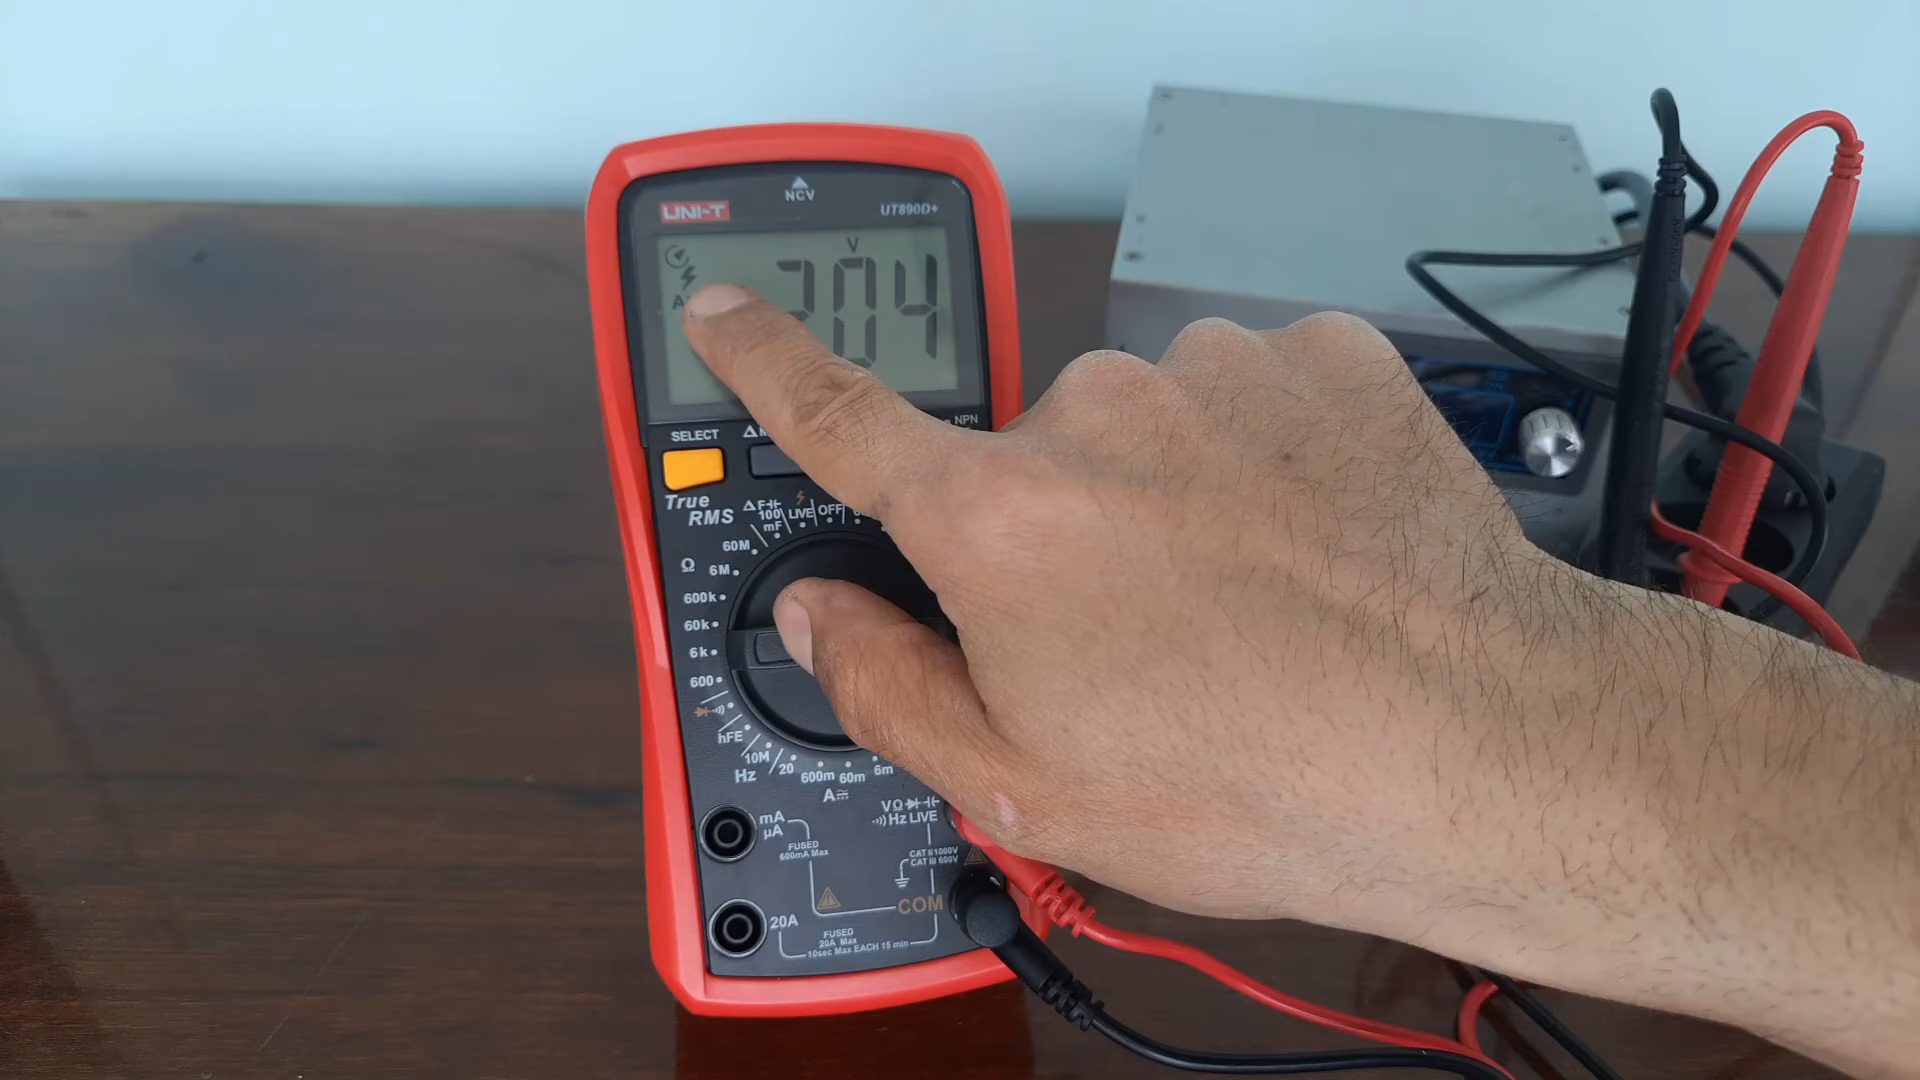 NCV
UNI-T
UT890D+
V
204
NPN
SELECT
True
RMS
100
mF
LIVE
OFF
60M
Ω
6M
600k
60k
6k
600
hFE
10M
Hz
20
600m
60m
6m
A
VΩ
Hz LIVE
mA
μA
FUSED
600mA Max
CAT II 1000V
CAT III 600V
COM
20A
FUSED
20A Max
10sec Max EACH 15 min